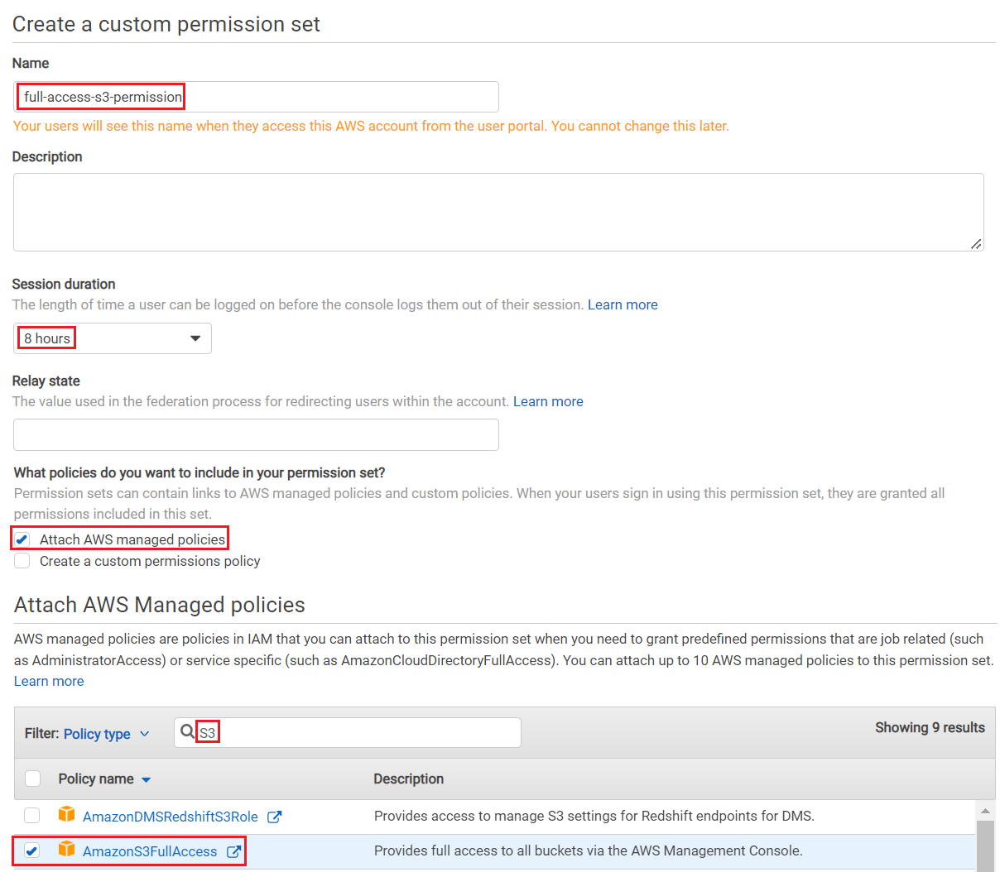 Create a custom permission set
Name
full-access-s3-permission
Your users will see this name when they access this AWS account from the user portal. You cannot change this later.
Description
Session duration
The length of time a user can be logged on before the console logs them out of their session. Learn more
8 hours
Relay state
The value used in the federation process for redirecting users within the account. Learn more
What policies do you want to include in your permission set?
Permission sets can contain links to AWS managed policies and custom policies. When your users sign in using this permission set, they are granted all
permissions included in this set.
Attach AWS managed policies
Create a custom permissions policy
Attach AWS Managed policies
AWS managed policies are policies in IAM that you can attach to this permission set when you need to grant predefined permissions that are job related (such
as AdministratorAccess) or service specific (such as AmazonCloudDirectoryFullAccess). You can attach up to 10 AWS managed policies to this permission set.
Learn more
Filter: Policy type S3 Showing 9 results
Policy name Description
AmazonDMSRedshiftS3Role Provides access to manage S3 settings for Redshift endpoints for DMS.
AmazonS3FullAccess Provides full access to all buckets via the AWS Management Console.